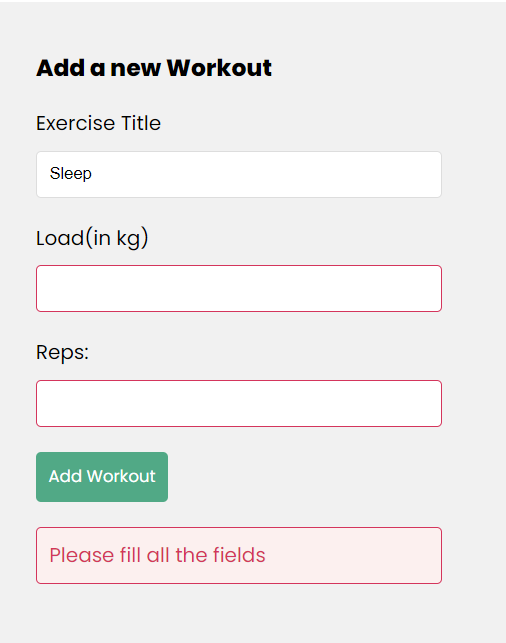 Add a new Workout
Exercise Title
Sleep
Load(in kg)
Reps:
Add Workout
Please fill all the fields